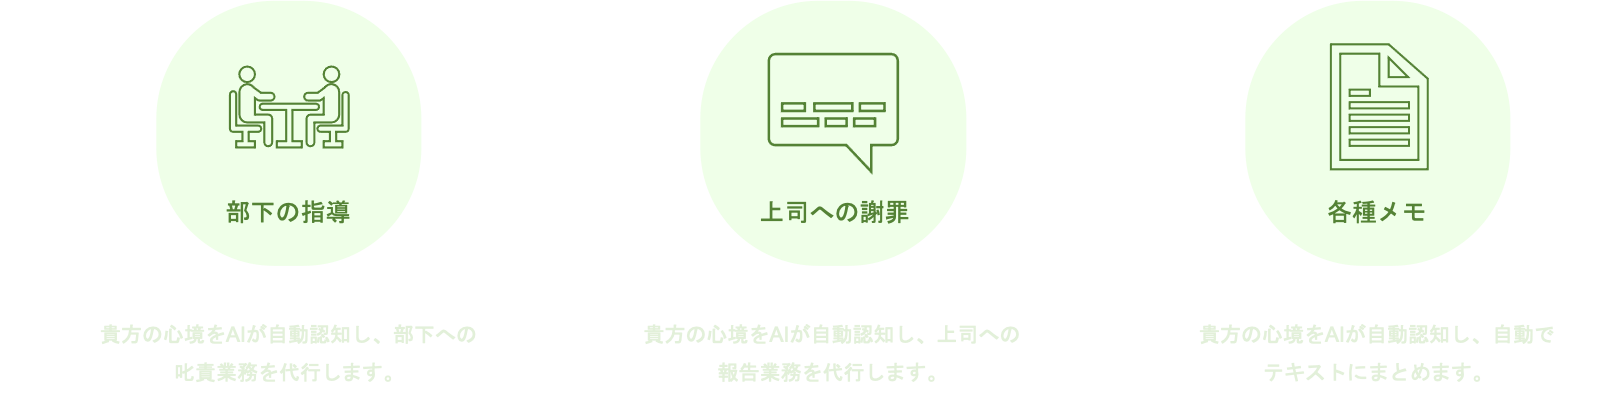 部下の指導
上司への謝罪
各種メモ
貴方の心境をAIが自動認知し、部下への
叱責業務を代行します。
貴方の心境をAIが自動認知し、上司への
報告業務を代行します。
貴方の心境をAIが自動認知し、自動で
テキストにまとめます。